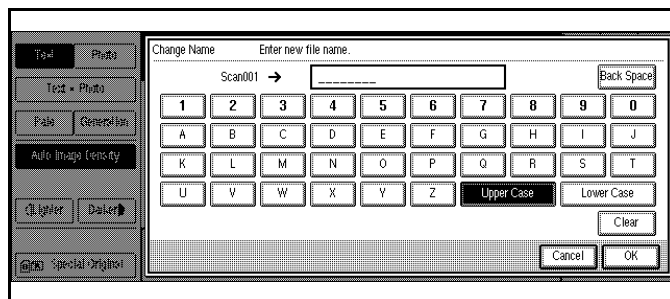 Text Photo
Text • Photo
Pale Generation
Auto Image Density
Lighter Darker
Special Original
Change Name Enter new file name.
Scan001 → ________
Back Space
1 2 3 4 5 6 7 8 9 0
A B C D E F G H I J
K L M N O P Q R S T
U V W X Y Z Upper Case Lower Case
Clear
Cancel OK